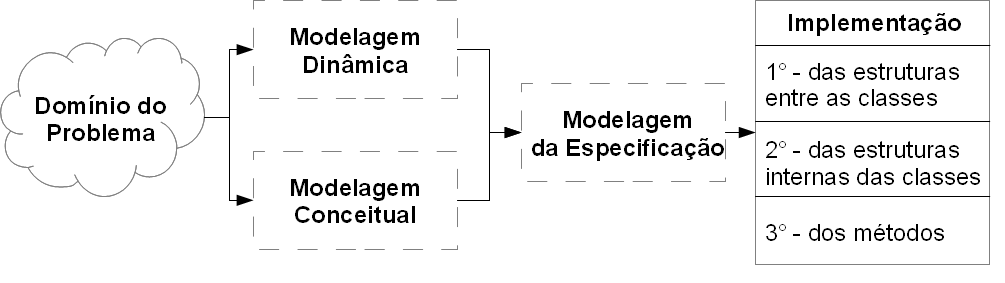 Domínio do
Problema
Modelagem
Dinâmica
Modelagem
Conceitual
Modelagem
da Especificação
Implementação
1° - das estruturas
entre as classes
2° - das estruturas
internas das classes
3° - dos métodos